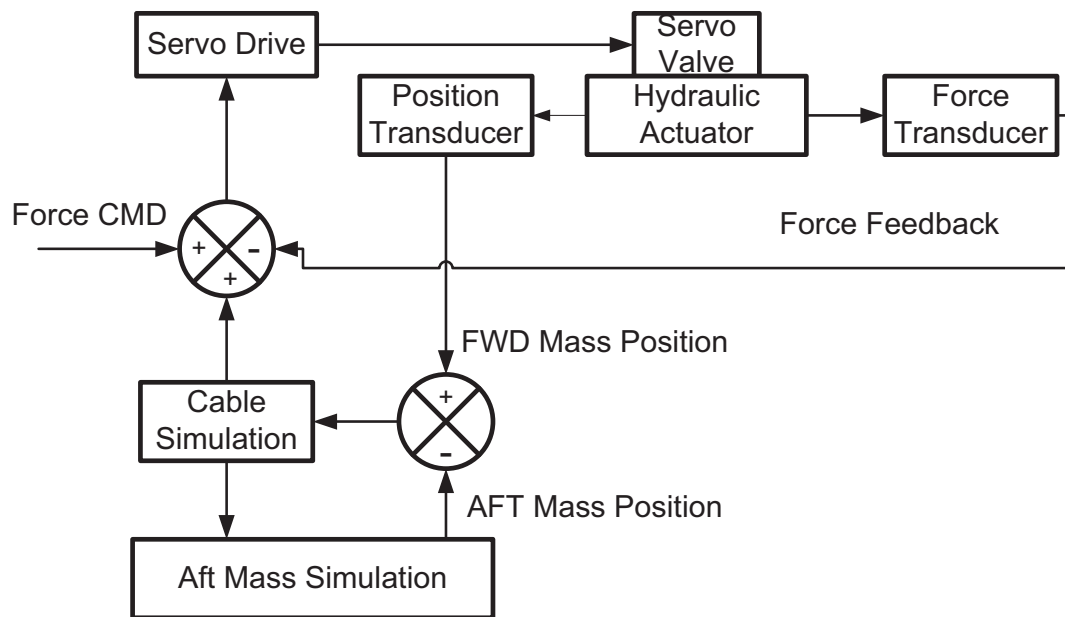 Servo Drive
Servo
Valve
Position
Transducer
Hydraulic
Actuator
Force
Transducer
Force CMD
+
-
+
Force Feedback
FWD Mass Position
+
-
Cable
Simulation
AFT Mass Position
Aft Mass Simulation